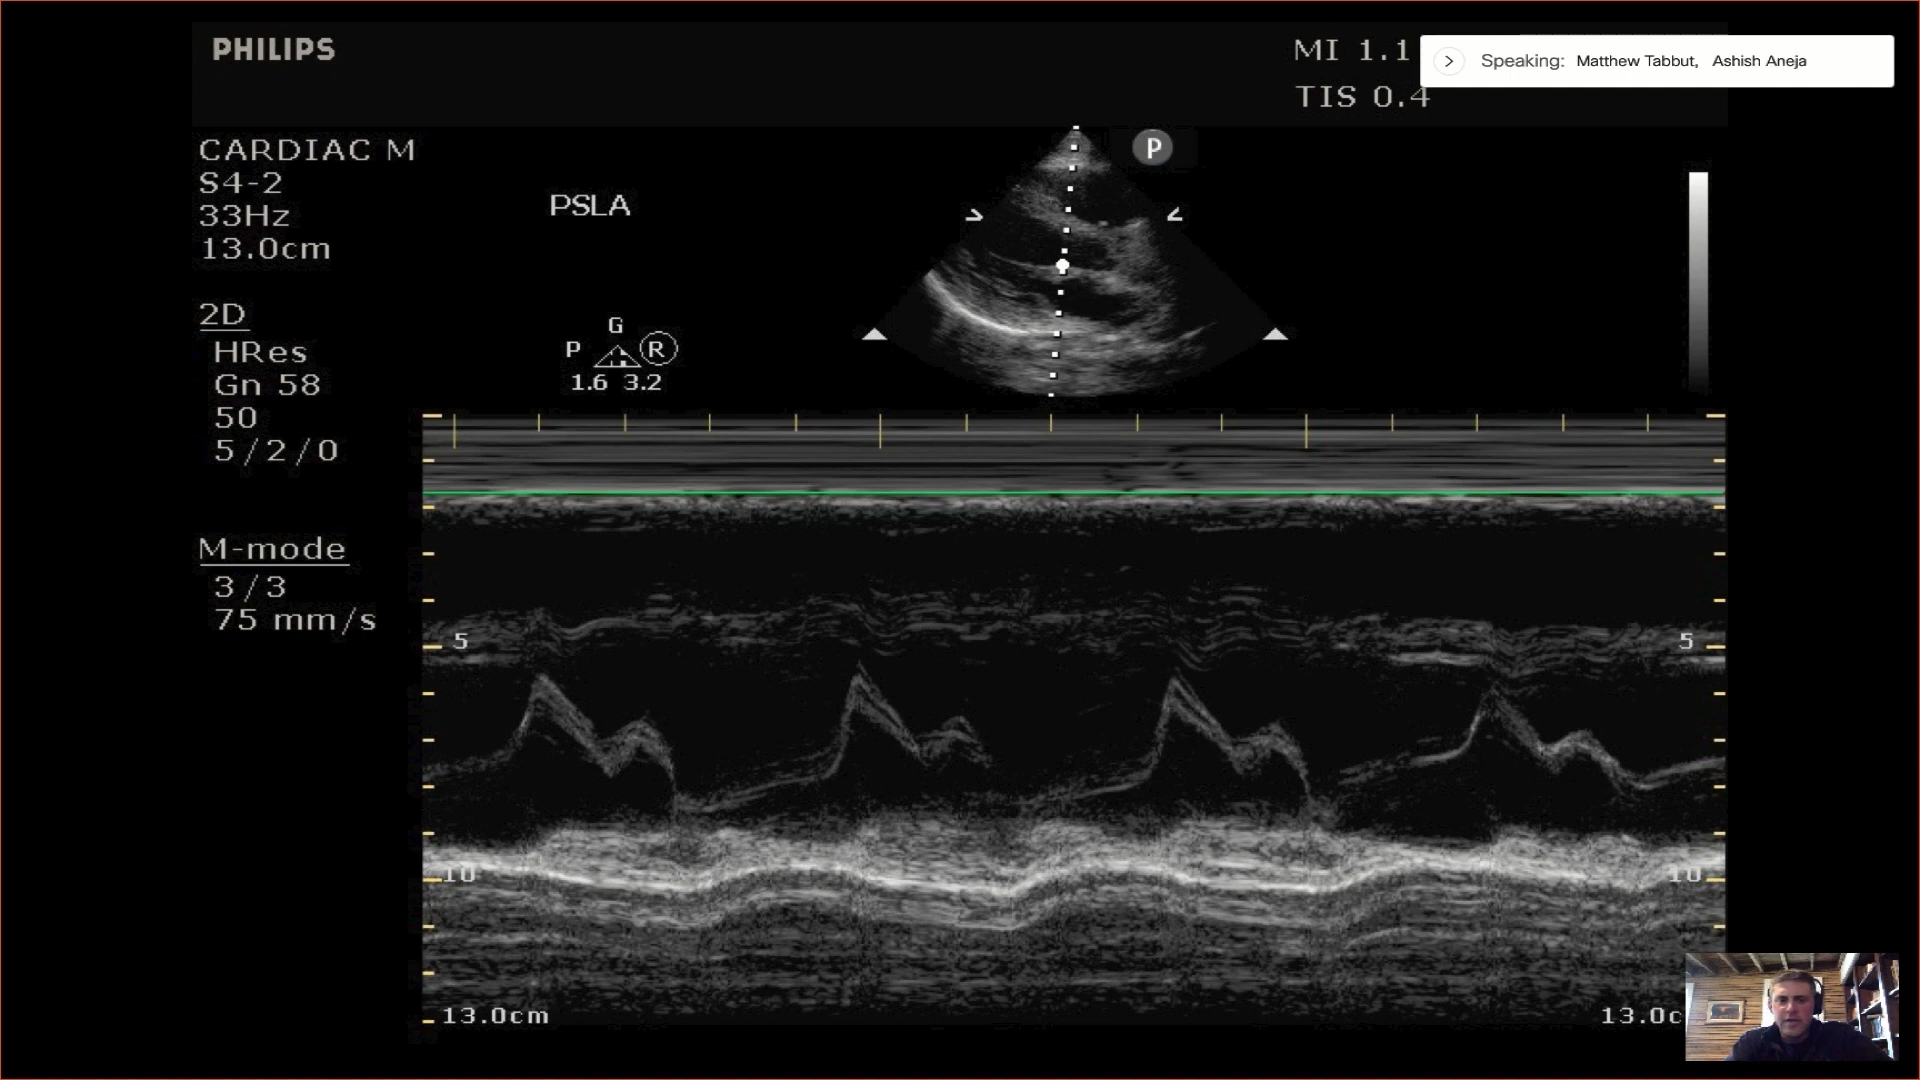 PHILIPS
MI 1.1
TIS 0.4
Speaking: Matthew Tabbut, Ashish Aneja
CARDIAC M
S4-2
33Hz
13.0cm
2D
HRes
Gn 58
50
5/2/0
M-mode
3/3
75 mm/s
PSLA
P
G
P R
1.6 3.2
5 5
10 10
13.0cm 13.0c